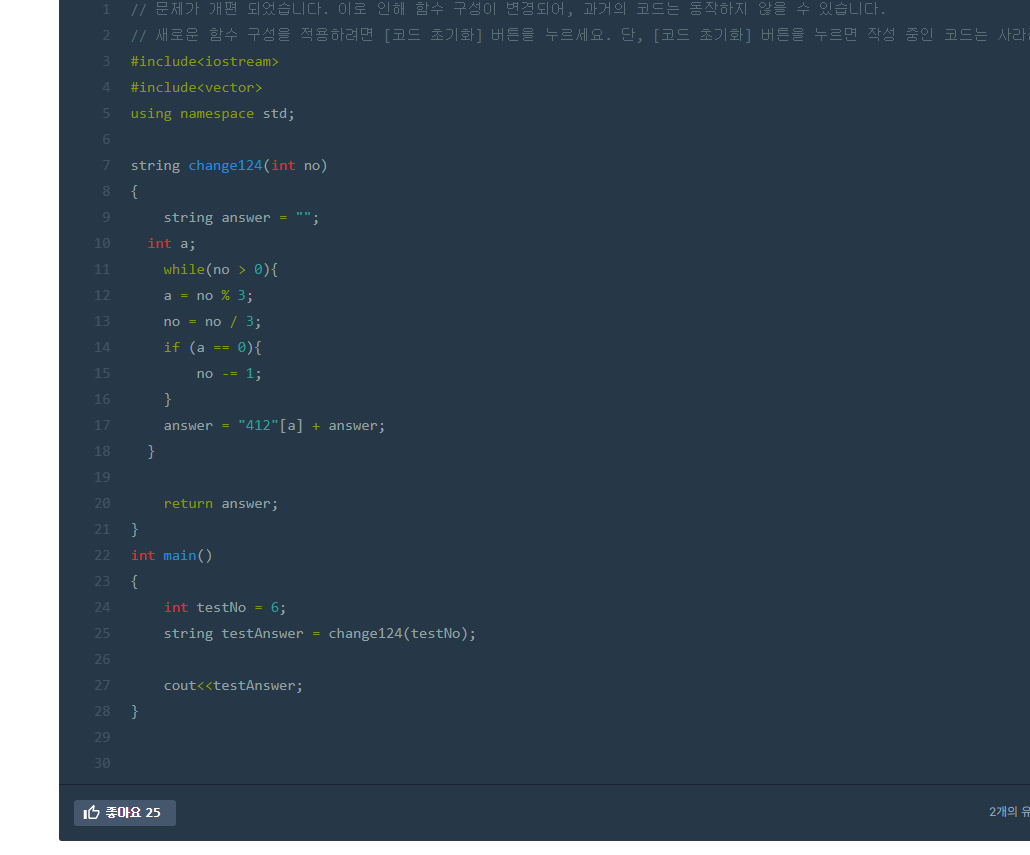 1 // 문제가 개편 되었습니다. 이로 인해 함수 구성이 변경되어, 과거의 코드는 동작하지 않을 수 있습니다.
2 // 새로운 함수 구성을 적용하려면 [코드 초기화] 버튼을 누르세요. 단, [코드 초기화] 버튼을 누르면 작성 중인 코드는
3 #include<iostream>
4 #include<vector>
5 using namespace std;
6
7 string change124(int no)
8 {
9     string answer = "";
10   int a;
11     while(no > 0){
12     a = no % 3;
13     no = no / 3;
14     if (a == 0){
15         no -= 1;
16     }
17     answer = "412"[a] + answer;
18   }
19
20     return answer;
21 }
22 int main()
23 {
24     int testNo = 6;
25     string testAnswer = change124(testNo);
26
27     cout<<testAnswer;
28 }
29
30
좋아요 25
2개의